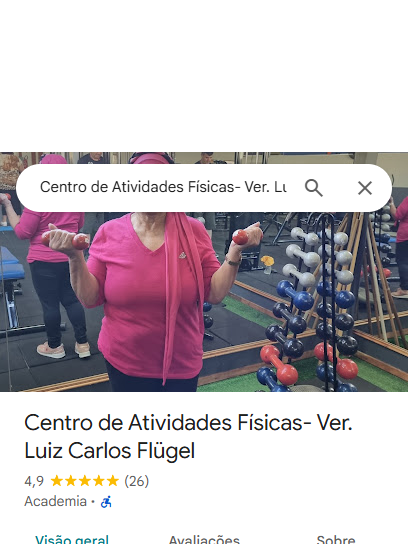 Centro de Atividades Físicas- Ver. Lu
Centro de Atividades Físicas- Ver.
Luiz Carlos Flügel
4,9 (26)
Academia ·
Visão geral Avaliações Sobre